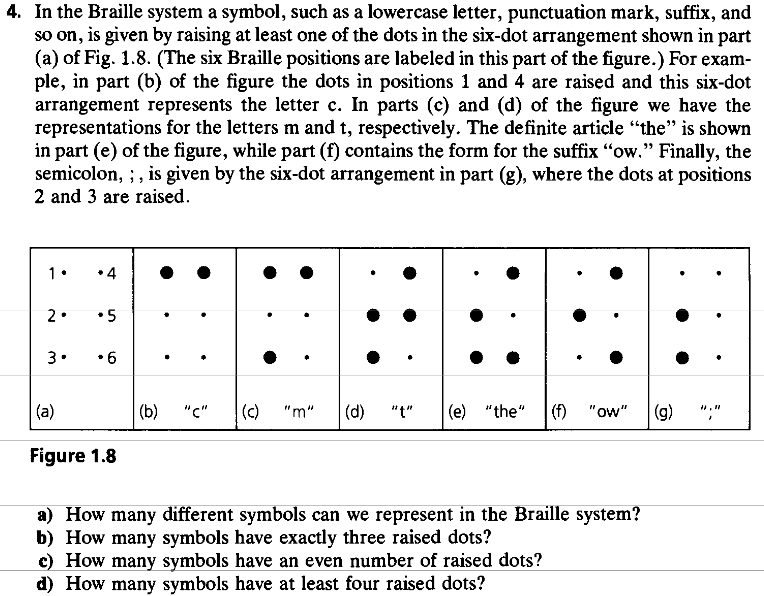 4. In the Braille system a symbol, such as a lowercase letter, punctuation mark, suffix, and
so on, is given by raising at least one of the dots in the six-dot arrangement shown in part
(a) of Fig. 1.8. (The six Braille positions are labeled in this part of the figure.) For exam-
ple, in part (b) of the figure the dots in positions 1 and 4 are raised and this six-dot
arrangement represents the letter c. In parts (c) and (d) of the figure we have the
representations for the letters m and t, respectively. The definite article “the” is shown
in part (e) of the figure, while part (f) contains the form for the suffix “ow.” Finally, the
semicolon, ; , is given by the six-dot arrangement in part (g), where the dots at positions
2 and 3 are raised.
1• •4
2• •5
3• •6
(a) (b) "c" (c) "m" (d) "t" (e) "the" (f) "ow" (g) ";"
Figure 1.8
a) How many different symbols can we represent in the Braille system?
b) How many symbols have exactly three raised dots?
c) How many symbols have an even number of raised dots?
d) How many symbols have at least four raised dots?